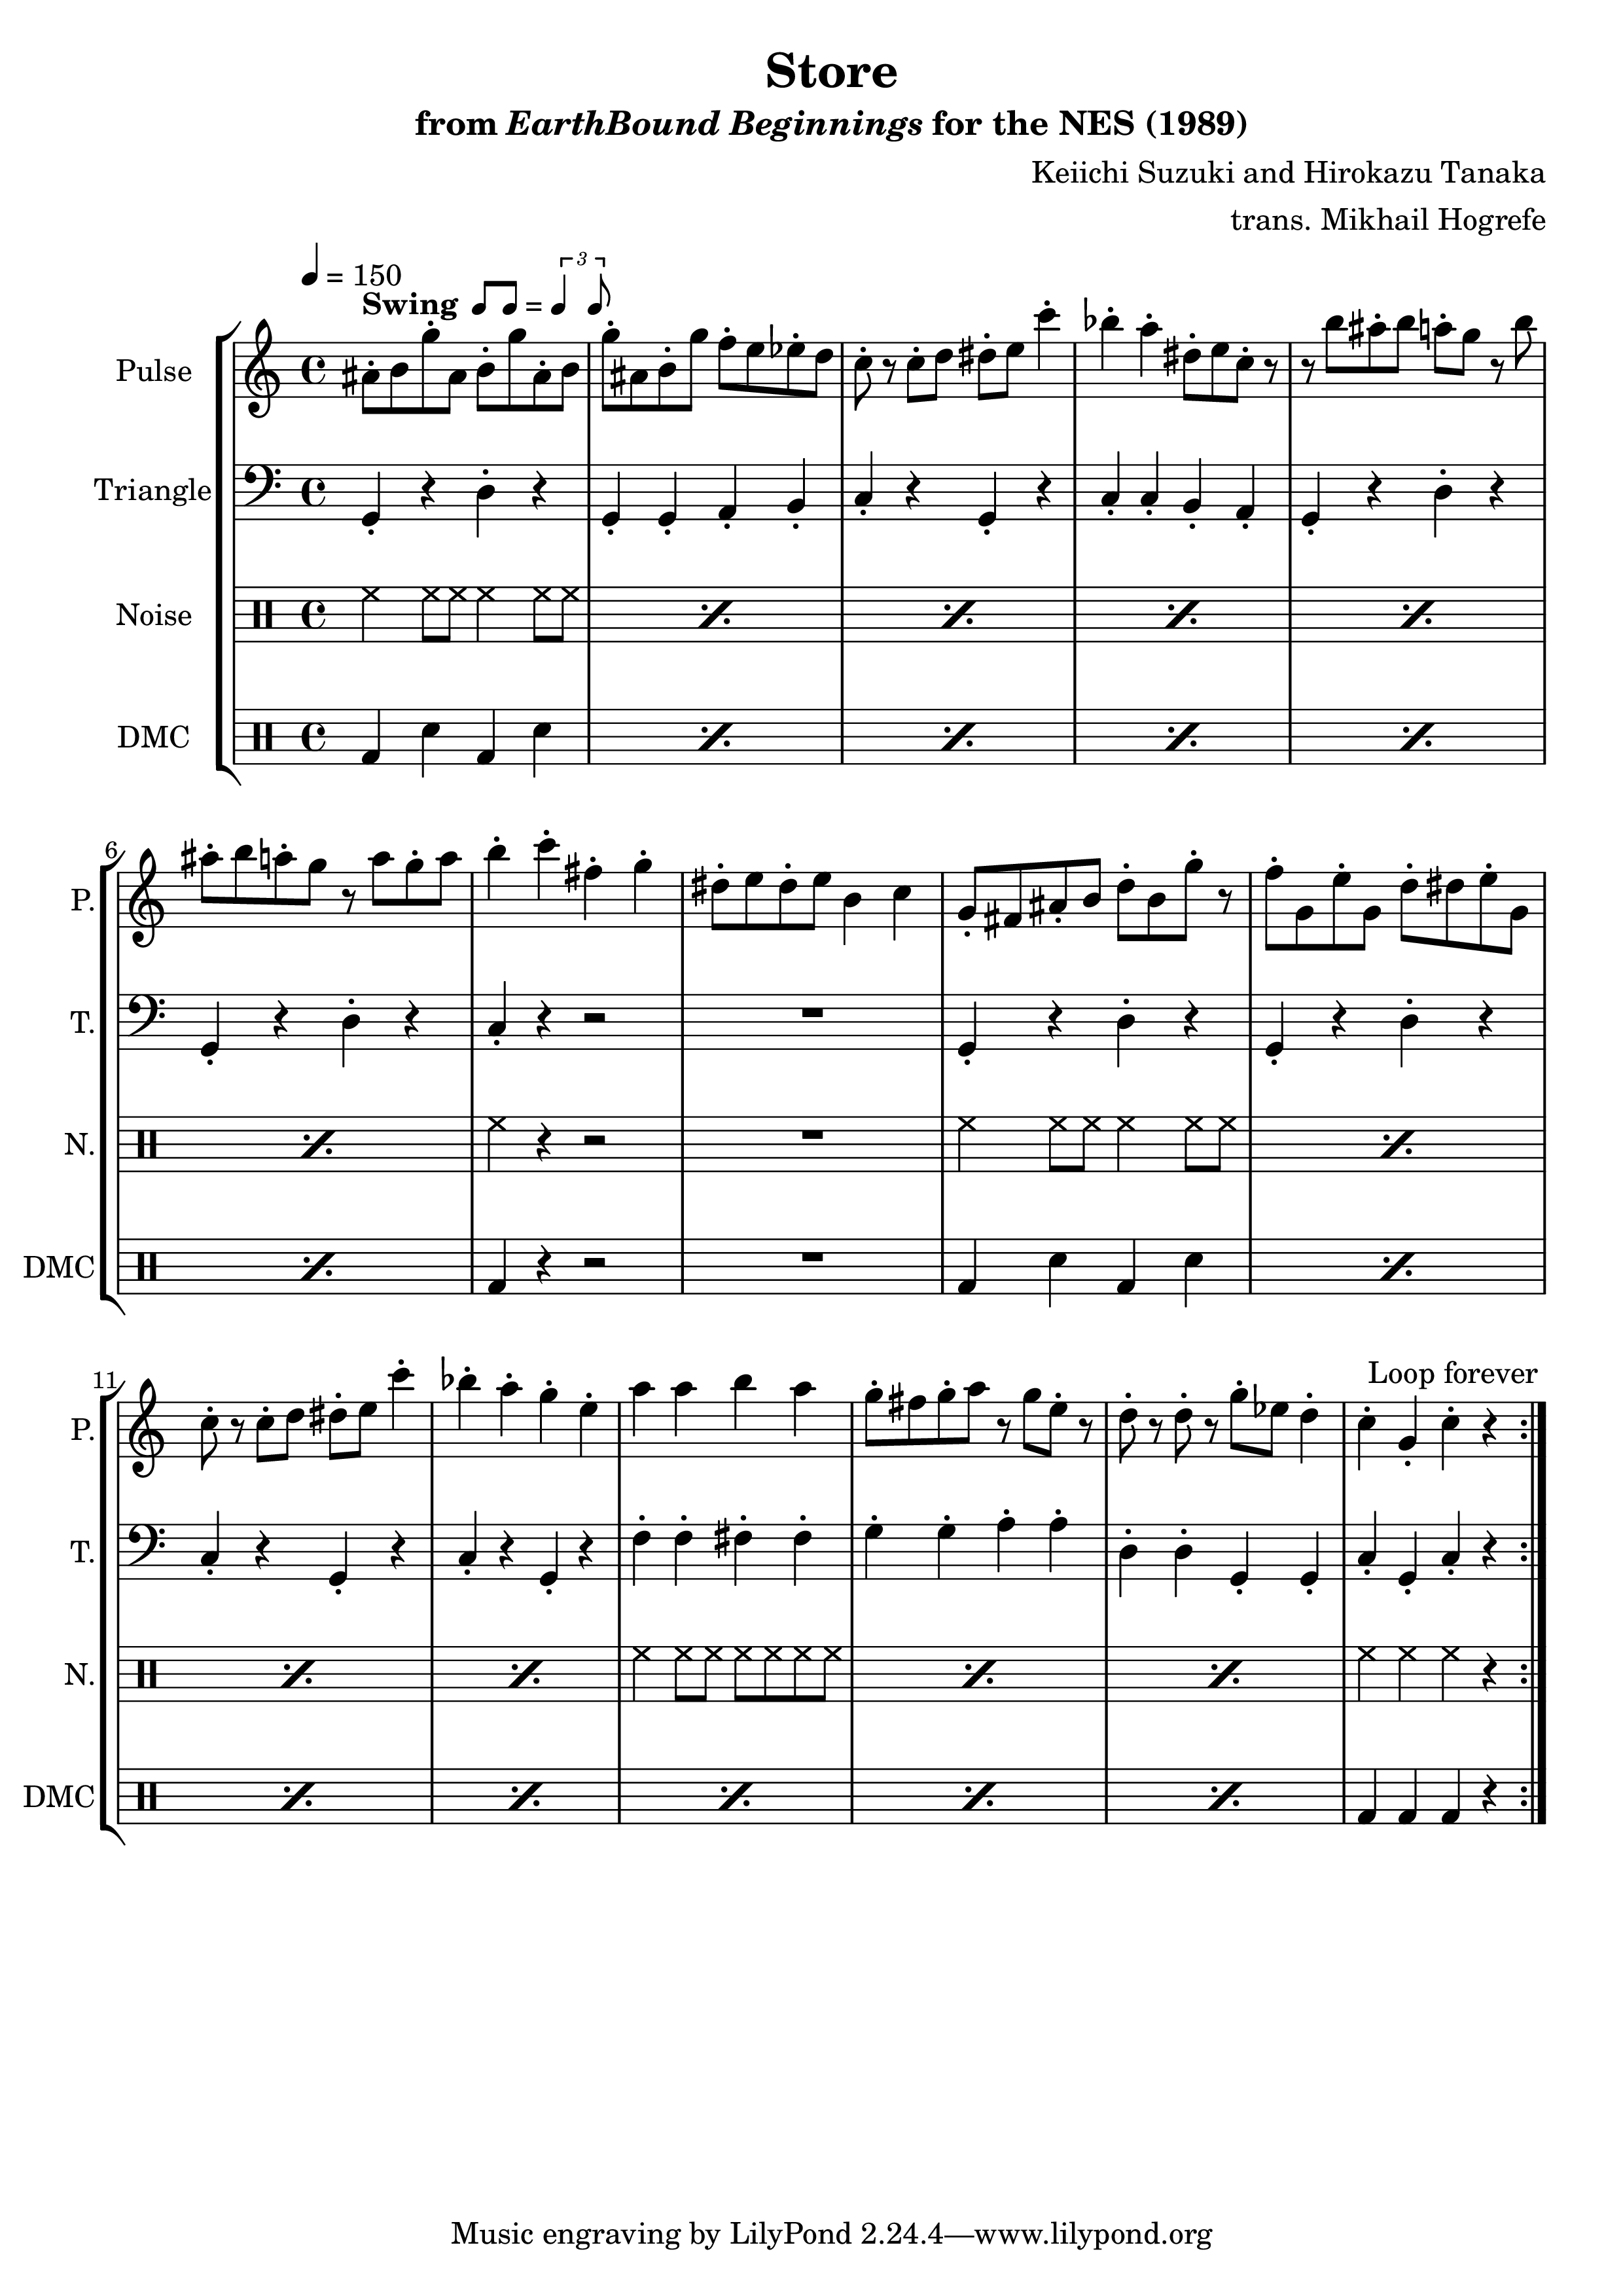 Store
from EarthBound Beginnings for the NES (1989)
Keiichi Suzuki and Hirokazu Tanaka
trans. Mikhail Hogrefe
= 150
Swing = 3
Pulse
Triangle
Noise
DMC
6
P.
T.
N.
DMC
11
Loop forever
P.
T.
N.
DMC
Music engraving by LilyPond 2.24.4—www.lilypond.org